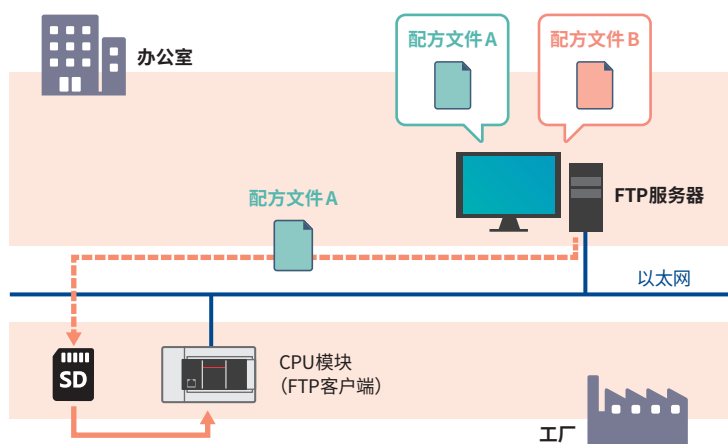 办公室
配方文件A
配方文件B
FTP服务器
配方文件A
以太网
SD
CPU模块
（FTP客户端）
工厂